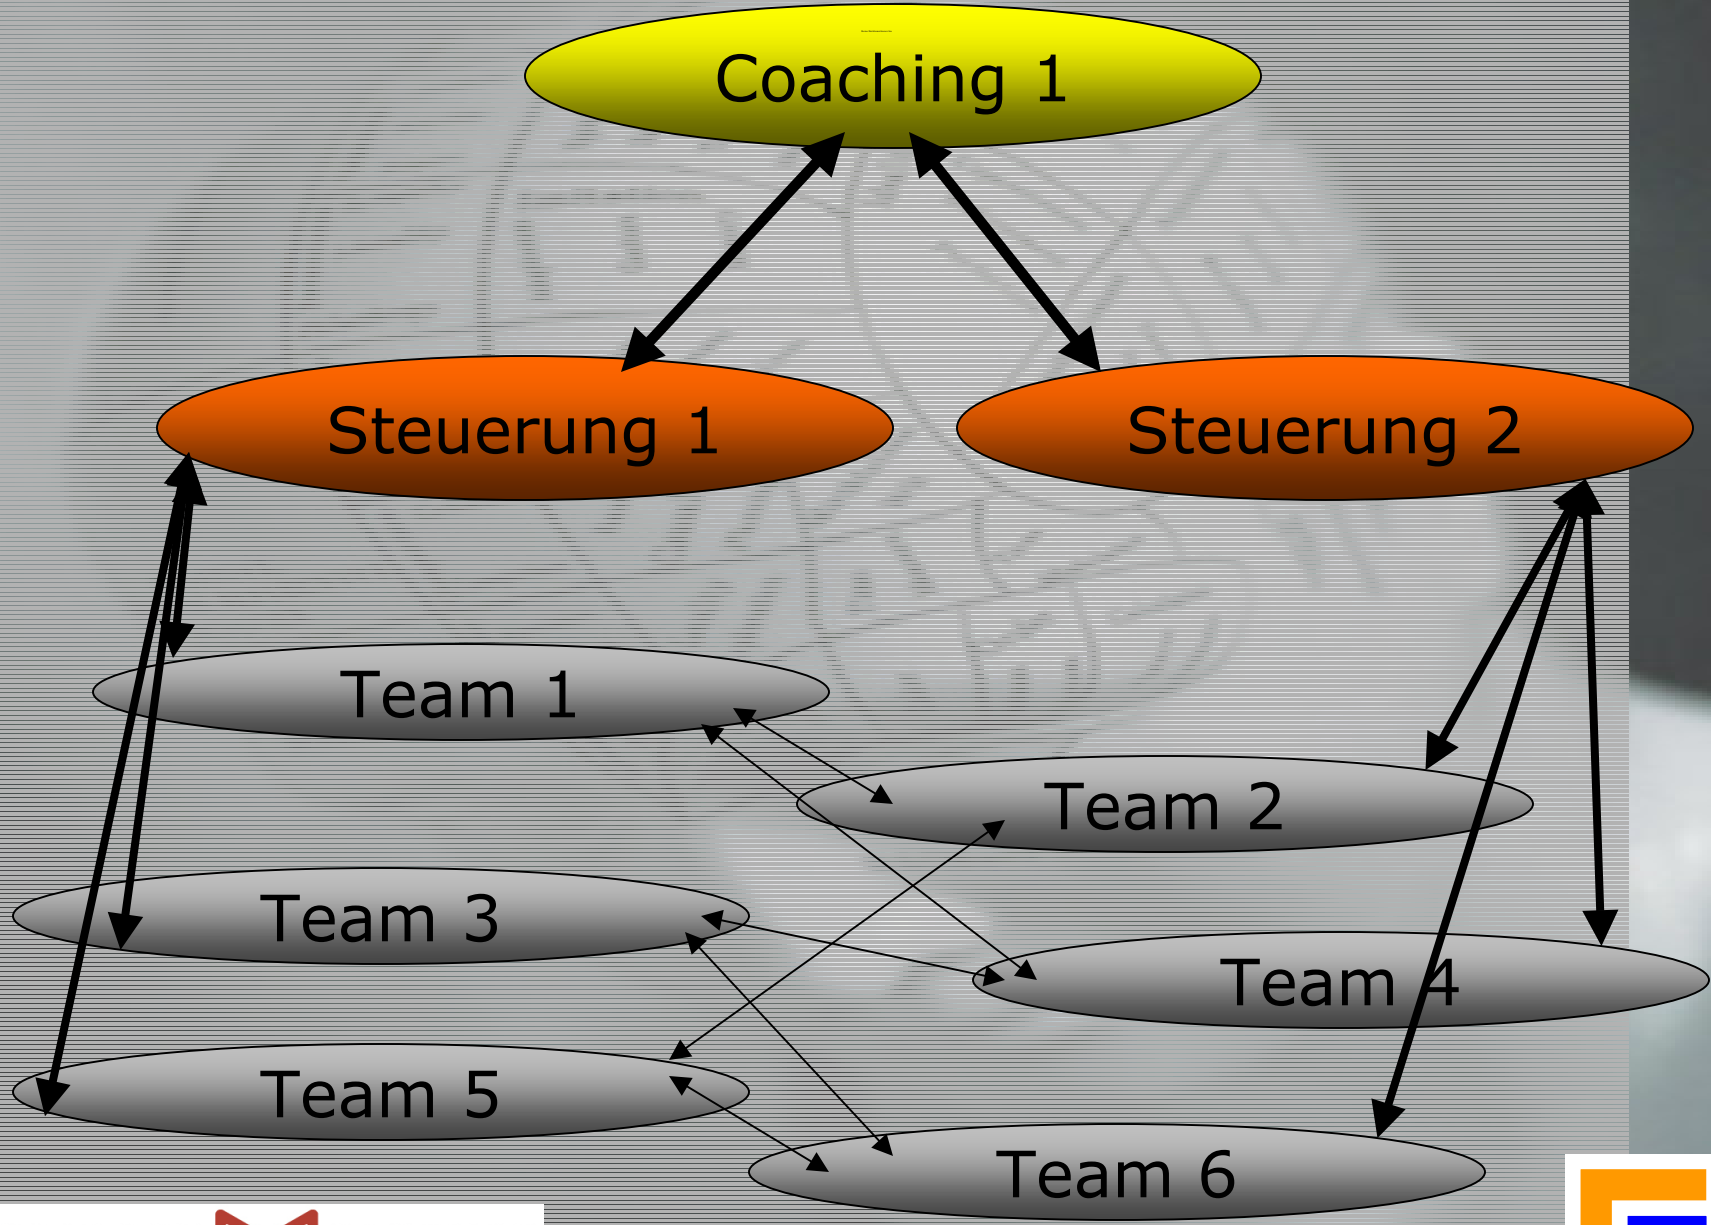 Coaching 1
Steuerung 1
Steuerung 2
Team 1
Team 2
Team 3
Team 4
Team 5
Team 6